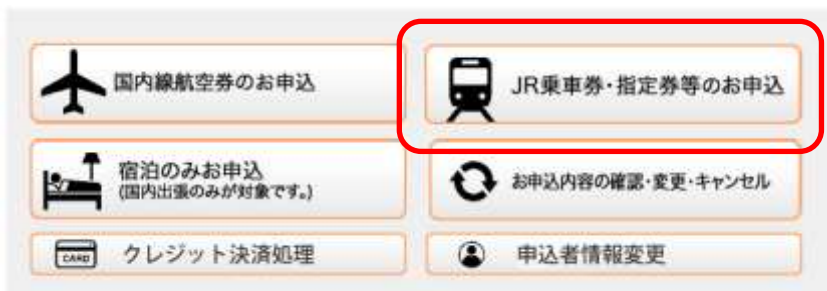 国内線航空券のお申込
JR乗車券・指定券等のお申込
宿泊のみお申込
(国内出張のみが対象です。)
お申込内容の確認・変更・キャンセル
CARD
クレジット決済処理
申込者情報変更